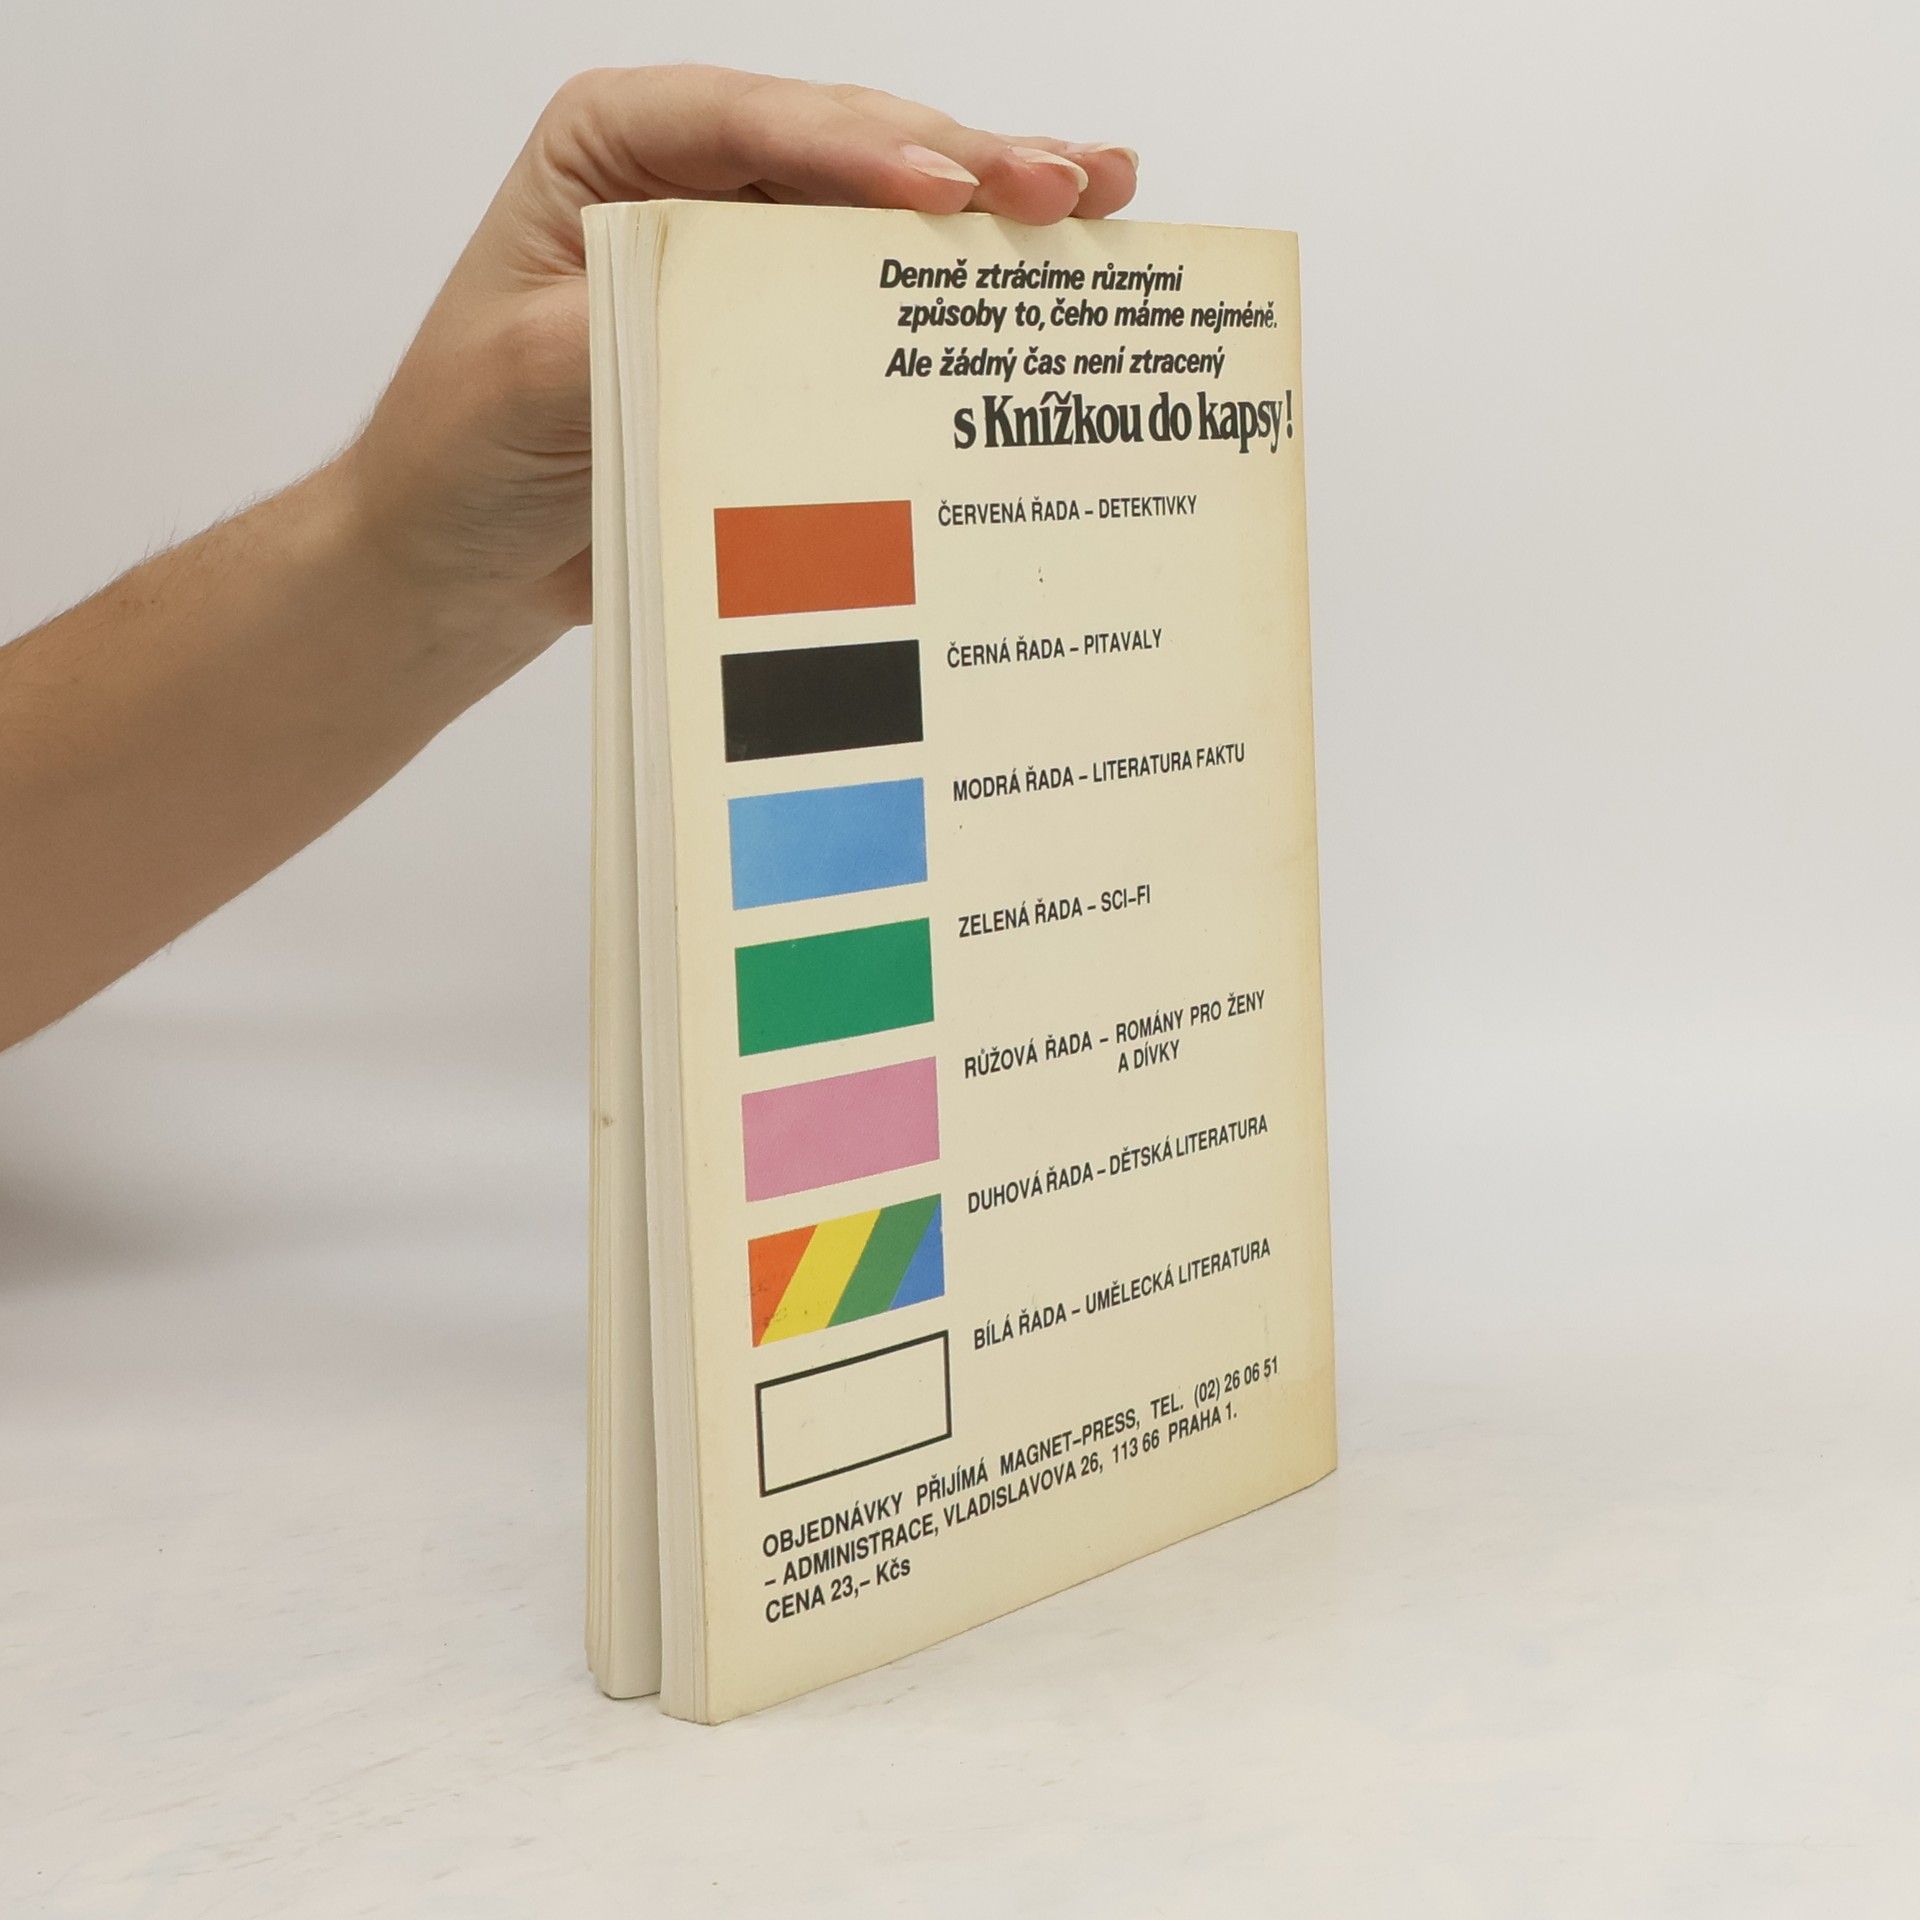 Denně ztrácíme různými
způsoby to, čeho máme nejméně.
Ale žádný čas není ztracený
s Knížkou do kapsy!
ČERVENÁ ŘADA – DETEKTIVKY
ČERNÁ ŘADA – PITAVALY
MODRÁ ŘADA – LITERATURA FAKTU
ZELENÁ ŘADA – SCI–FI
RŮŽOVÁ ŘADA – ROMÁNY PRO ŽENY
A DÍVKY
DUHOVÁ ŘADA – DĚTSKÁ LITERATURA
BÍLÁ ŘADA – UMĚLECKÁ LITERATURA
OBJEDNÁVKY PŘIJÍMÁ MAGNET–PRESS, TEL. (02) 26 06 51
– ADMINISTRACE, VLADISLAVOVA 26, 113 66 PRAHA 1.
CENA 23,– Kčs